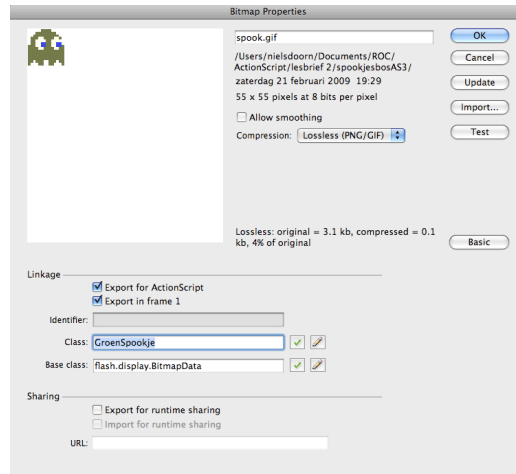 Bitmap Properties
spook.gif
OK
/Users/nielsdoorn/Documents/ROC/
ActionScript/lesbrief 2/spookjesbosAS3/
Cancel
zaterdag 21 februari 2009  19:29
Update
55 x 55 pixels at 8 bits per pixel
Import...
Allow smoothing
Compression: Lossless (PNG/GIF)
Test
Lossless: original = 3.1 kb, compressed = 0.1
kb, 4% of original
Basic
Linkage
Export for ActionScript
Export in frame 1
Identifier:
Class: GroenSpookje
Base class: flash.display.BitmapData
Sharing
Export for runtime sharing
Import for runtime sharing
URL: